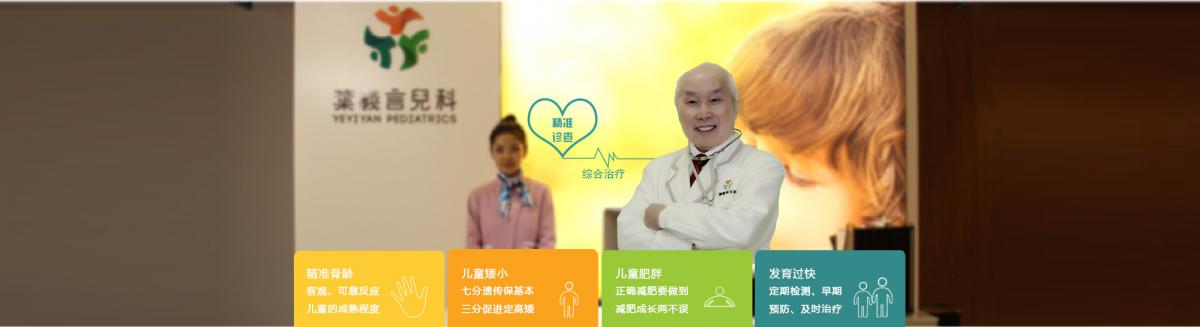 葉義言兒科
YEYIYAN PEDIATRICS
精准
诊查
综合治疗
精准骨龄
客观、可靠反应
儿童的成熟程度
儿童矮小
七分遗传保基本
三分促进定高矮
儿童肥胖
正确减肥要做到
减肥成长两不误
发育过快
定期检测、早期
预防、及时治疗